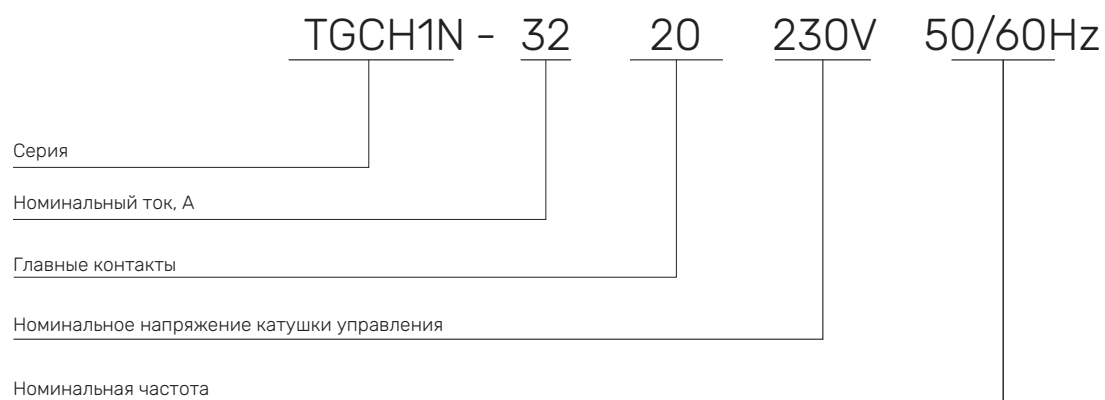 TGCH1N - 32 20 230V 50/60Hz
Серия
Номинальный ток, А
Главные контакты
Номинальное напряжение катушки управления
Номинальная частота